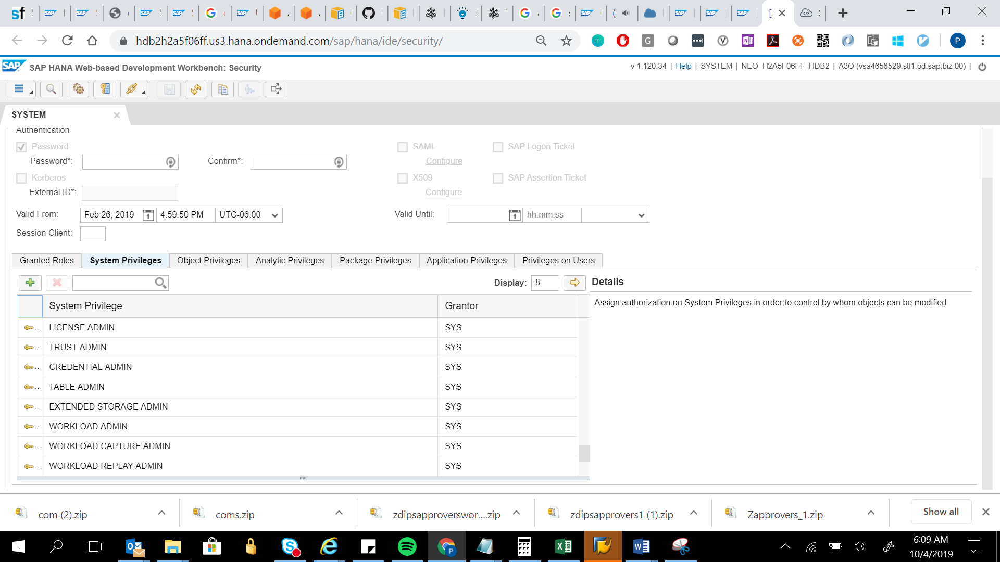 hdb2h2a5f06ff.us3.hana.ondemand.com/sap/hana/ide/security/
P
SAP SAP HANA Web-based Development Workbench: Security
v 1.120.34 | Help | SYSTEM | NEO_H2A5F06FF_HDB2 | A3O (vsa4656529.stl1.od.sap.biz 00) |
SYSTEM
Authentication
Password
SAML
SAP Logon Ticket
Password*:
Confirm*:
Configure
Kerberos
X509
SAP Assertion Ticket
External ID*:
Configure
Valid From: Feb 26, 2019 4:59:50 PM UTC-06:00
Valid Until: hh:mm:ss
Session Client:
Granted Roles System Privileges Object Privileges Analytic Privileges Package Privileges Application Privileges Privileges on Users
Display: 8
Details
Assign authorization on System Privileges in order to control by whom objects can be modified
System Privilege Grantor
LICENSE ADMIN SYS
TRUST ADMIN SYS
CREDENTIAL ADMIN SYS
TABLE ADMIN SYS
EXTENDED STORAGE ADMIN SYS
WORKLOAD ADMIN SYS
WORKLOAD CAPTURE ADMIN SYS
WORKLOAD REPLAY ADMIN SYS
com (2).zip
coms.zip
zdipsapproverswor....zip
zdipsapprovers1 (1).zip
Zapprovers_1.zip
Show all
6:09 AM
10/4/2019